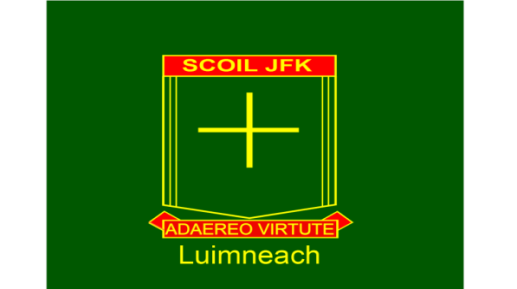 SCOIL JFK
ADAEREO VIRTUTE
Luimneach